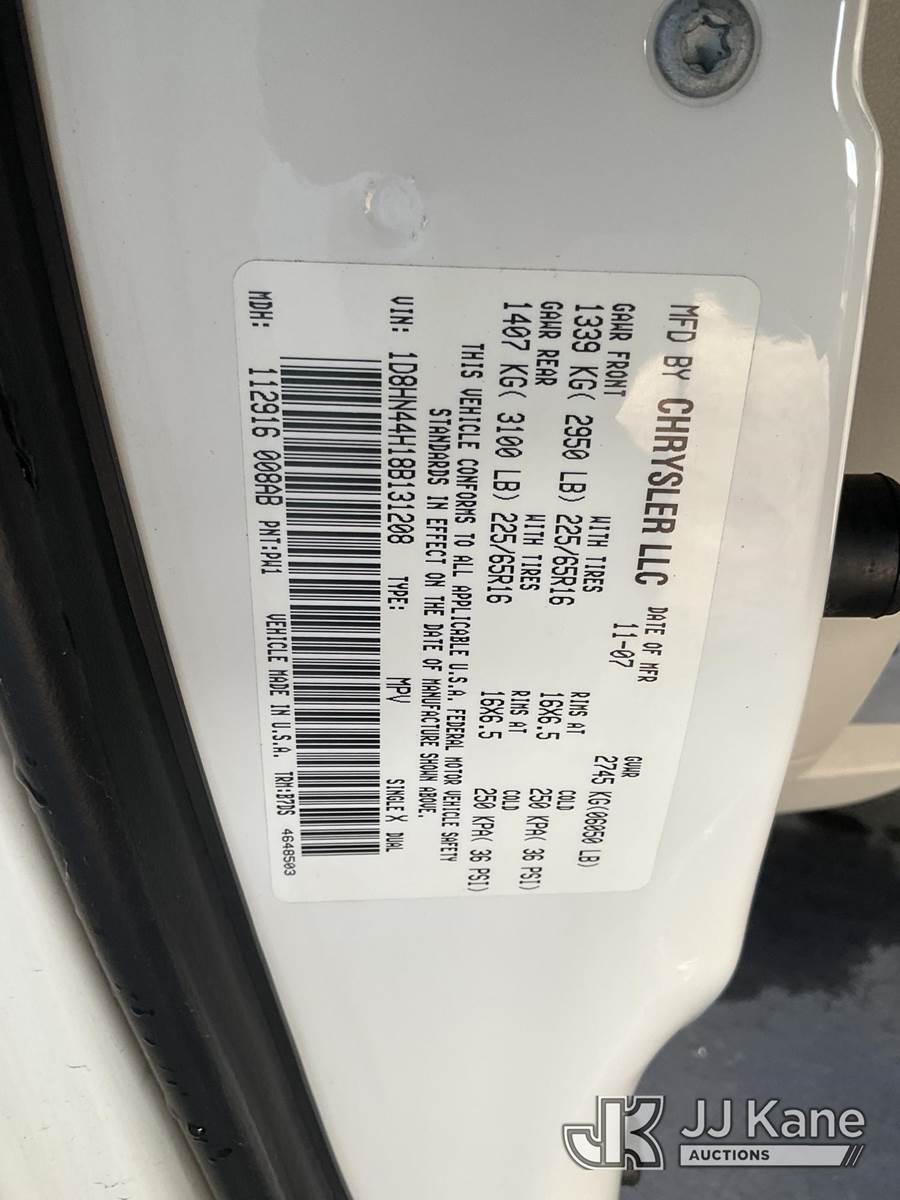 MFD BY CHRYSLER LLC DATE OF MFR GVWR
11-07 2745 KG(06050 LB)
GAWR FRONT WITH TIRES RIMS AT COLD
1339 KG( 2950 LB) 225/65R16 16X6.5 250 KPA( 36 PSI)
GAWR REAR WITH TIRES RIMS AT COLD
1407 KG( 3100 LB) 225/65R16 16X6.5 250 KPA( 36 PSI)
THIS VEHICLE CONFORMS TO ALL APPLICABLE U.S.A. FEDERAL MOTOR VEHICLE SAFETY
STANDARDS IN EFFECT ON THE DATE OF MANUFACTURE SHOWN ABOVE.
VIN: 1D8HN44H18B131208 TYPE: MPV SINGLE X DUAL
MDH: 112916 008AB PNT:PW1 VEHICLE MADE IN U.S.A. TRM:B7DS 4648503
JK JJ Kane
AUCTIONS